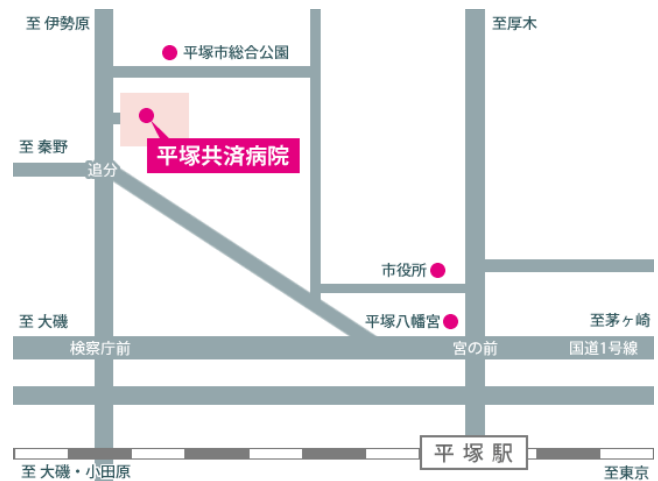 至 伊勢原
至厚木
平塚市総合公園
平塚共済病院
至 秦野
追分
市役所
至 大磯
平塚八幡宮
至茅ヶ崎
検察庁前
宮の前
国道1号線
平塚駅
至 大磯・小田原
至東京